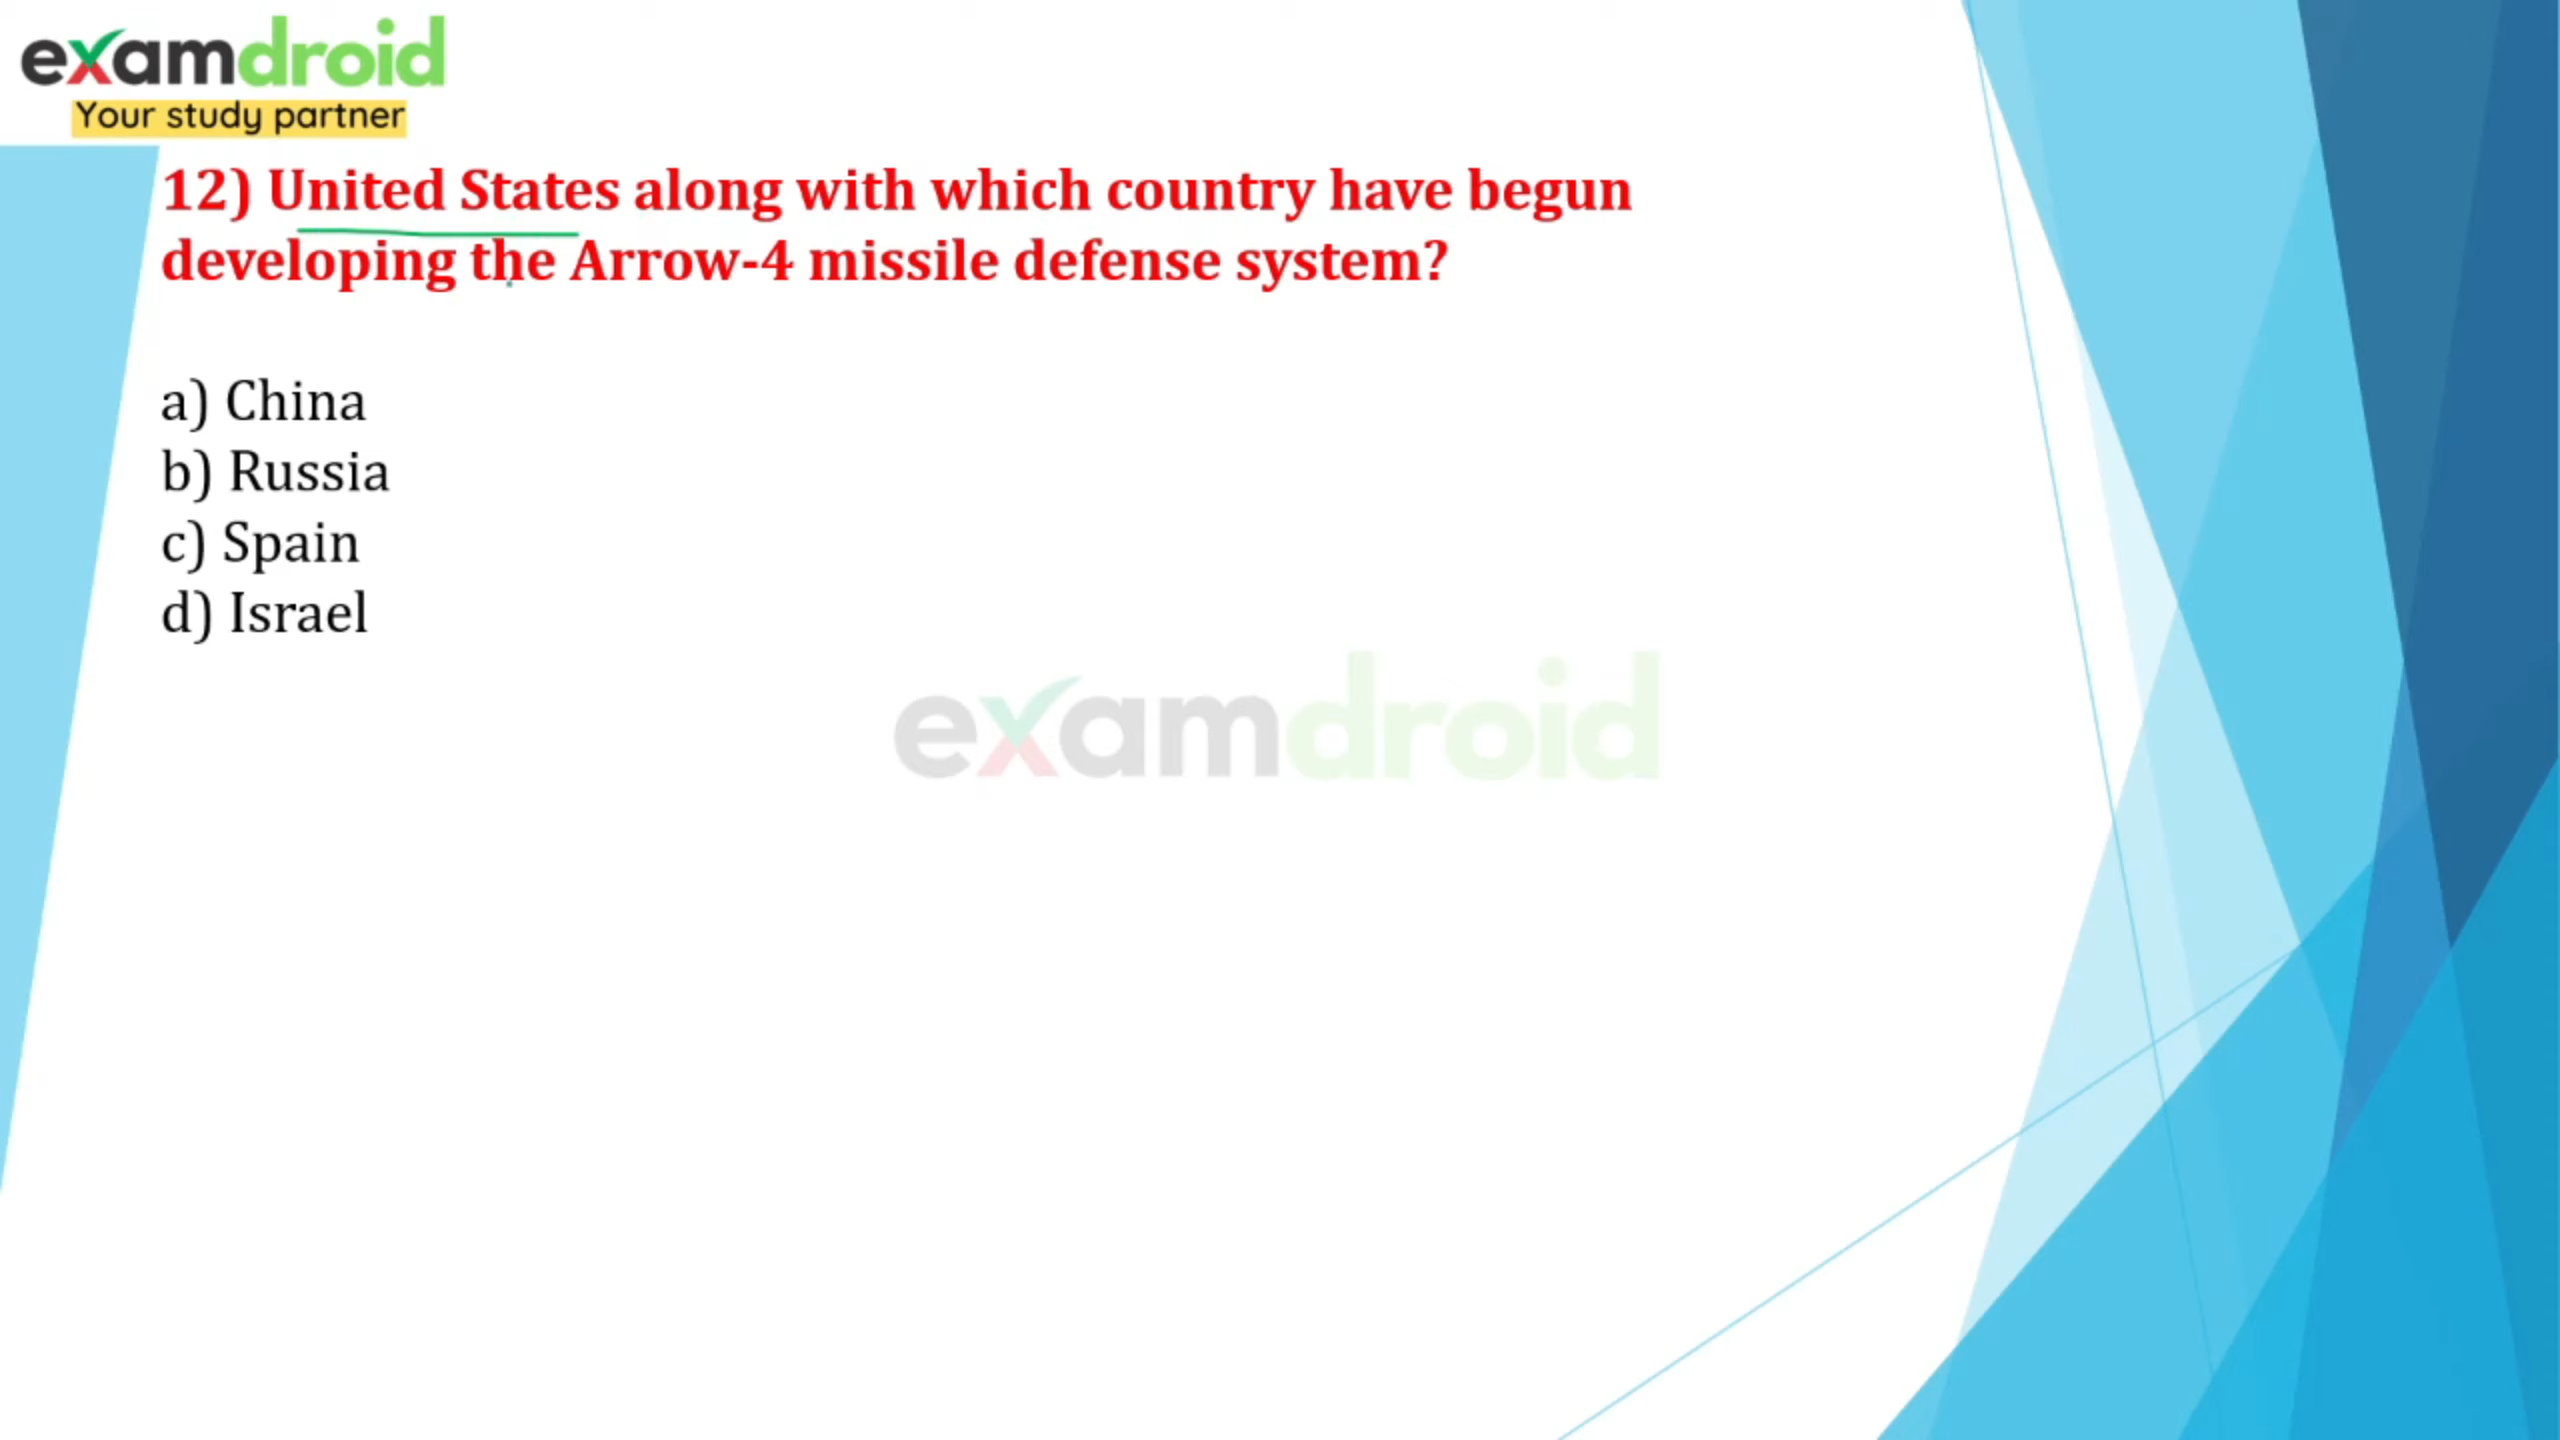 examdroid
Your study partner
12) United States along with which country have begun
developing the Arrow-4 missile defense system?
a) China
b) Russia
c) Spain
d) Israel
examdroid